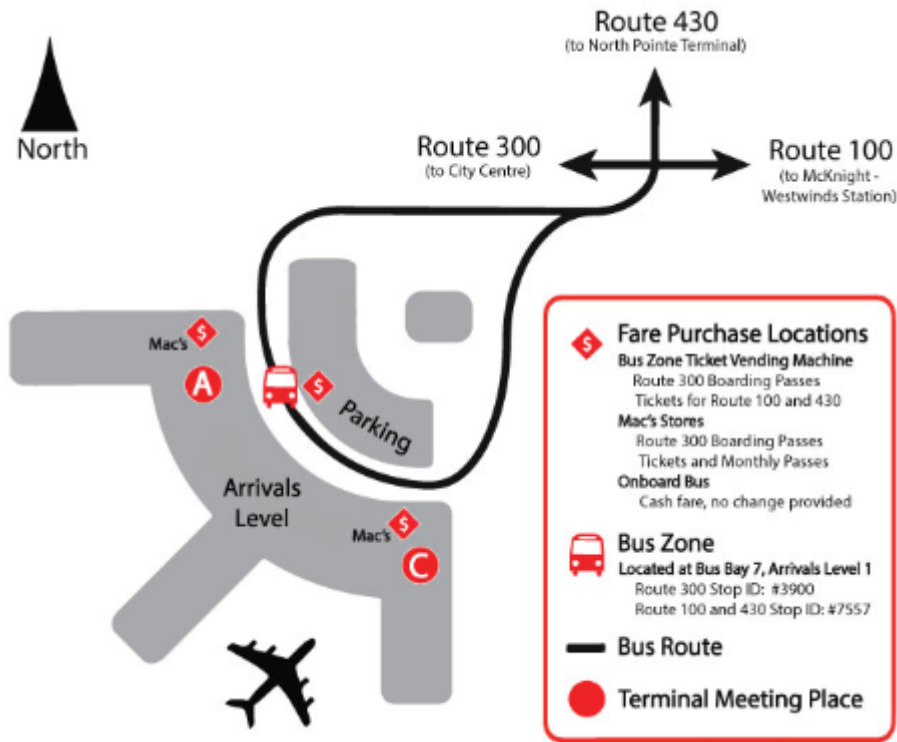 Route 430
(to North Pointe Terminal)
North
Route 300
(to City Centre)
Route 100
(to McKnight -
Westwinds Station)
Mac's $
A
$
Parking
Arrivals
Level
Mac's $
C
$ Fare Purchase Locations
Bus Zone Ticket Vending Machine
Route 300 Boarding Passes
Tickets for Route 100 and 430
Mac's Stores
Route 300 Boarding Passes
Tickets and Monthly Passes
Onboard Bus
Cash fare, no change provided
Bus Zone
Located at Bus Bay 7, Arrivals Level 1
Route 300 Stop ID: #3900
Route 100 and 430 Stop ID: #7557
Bus Route
Terminal Meeting Place